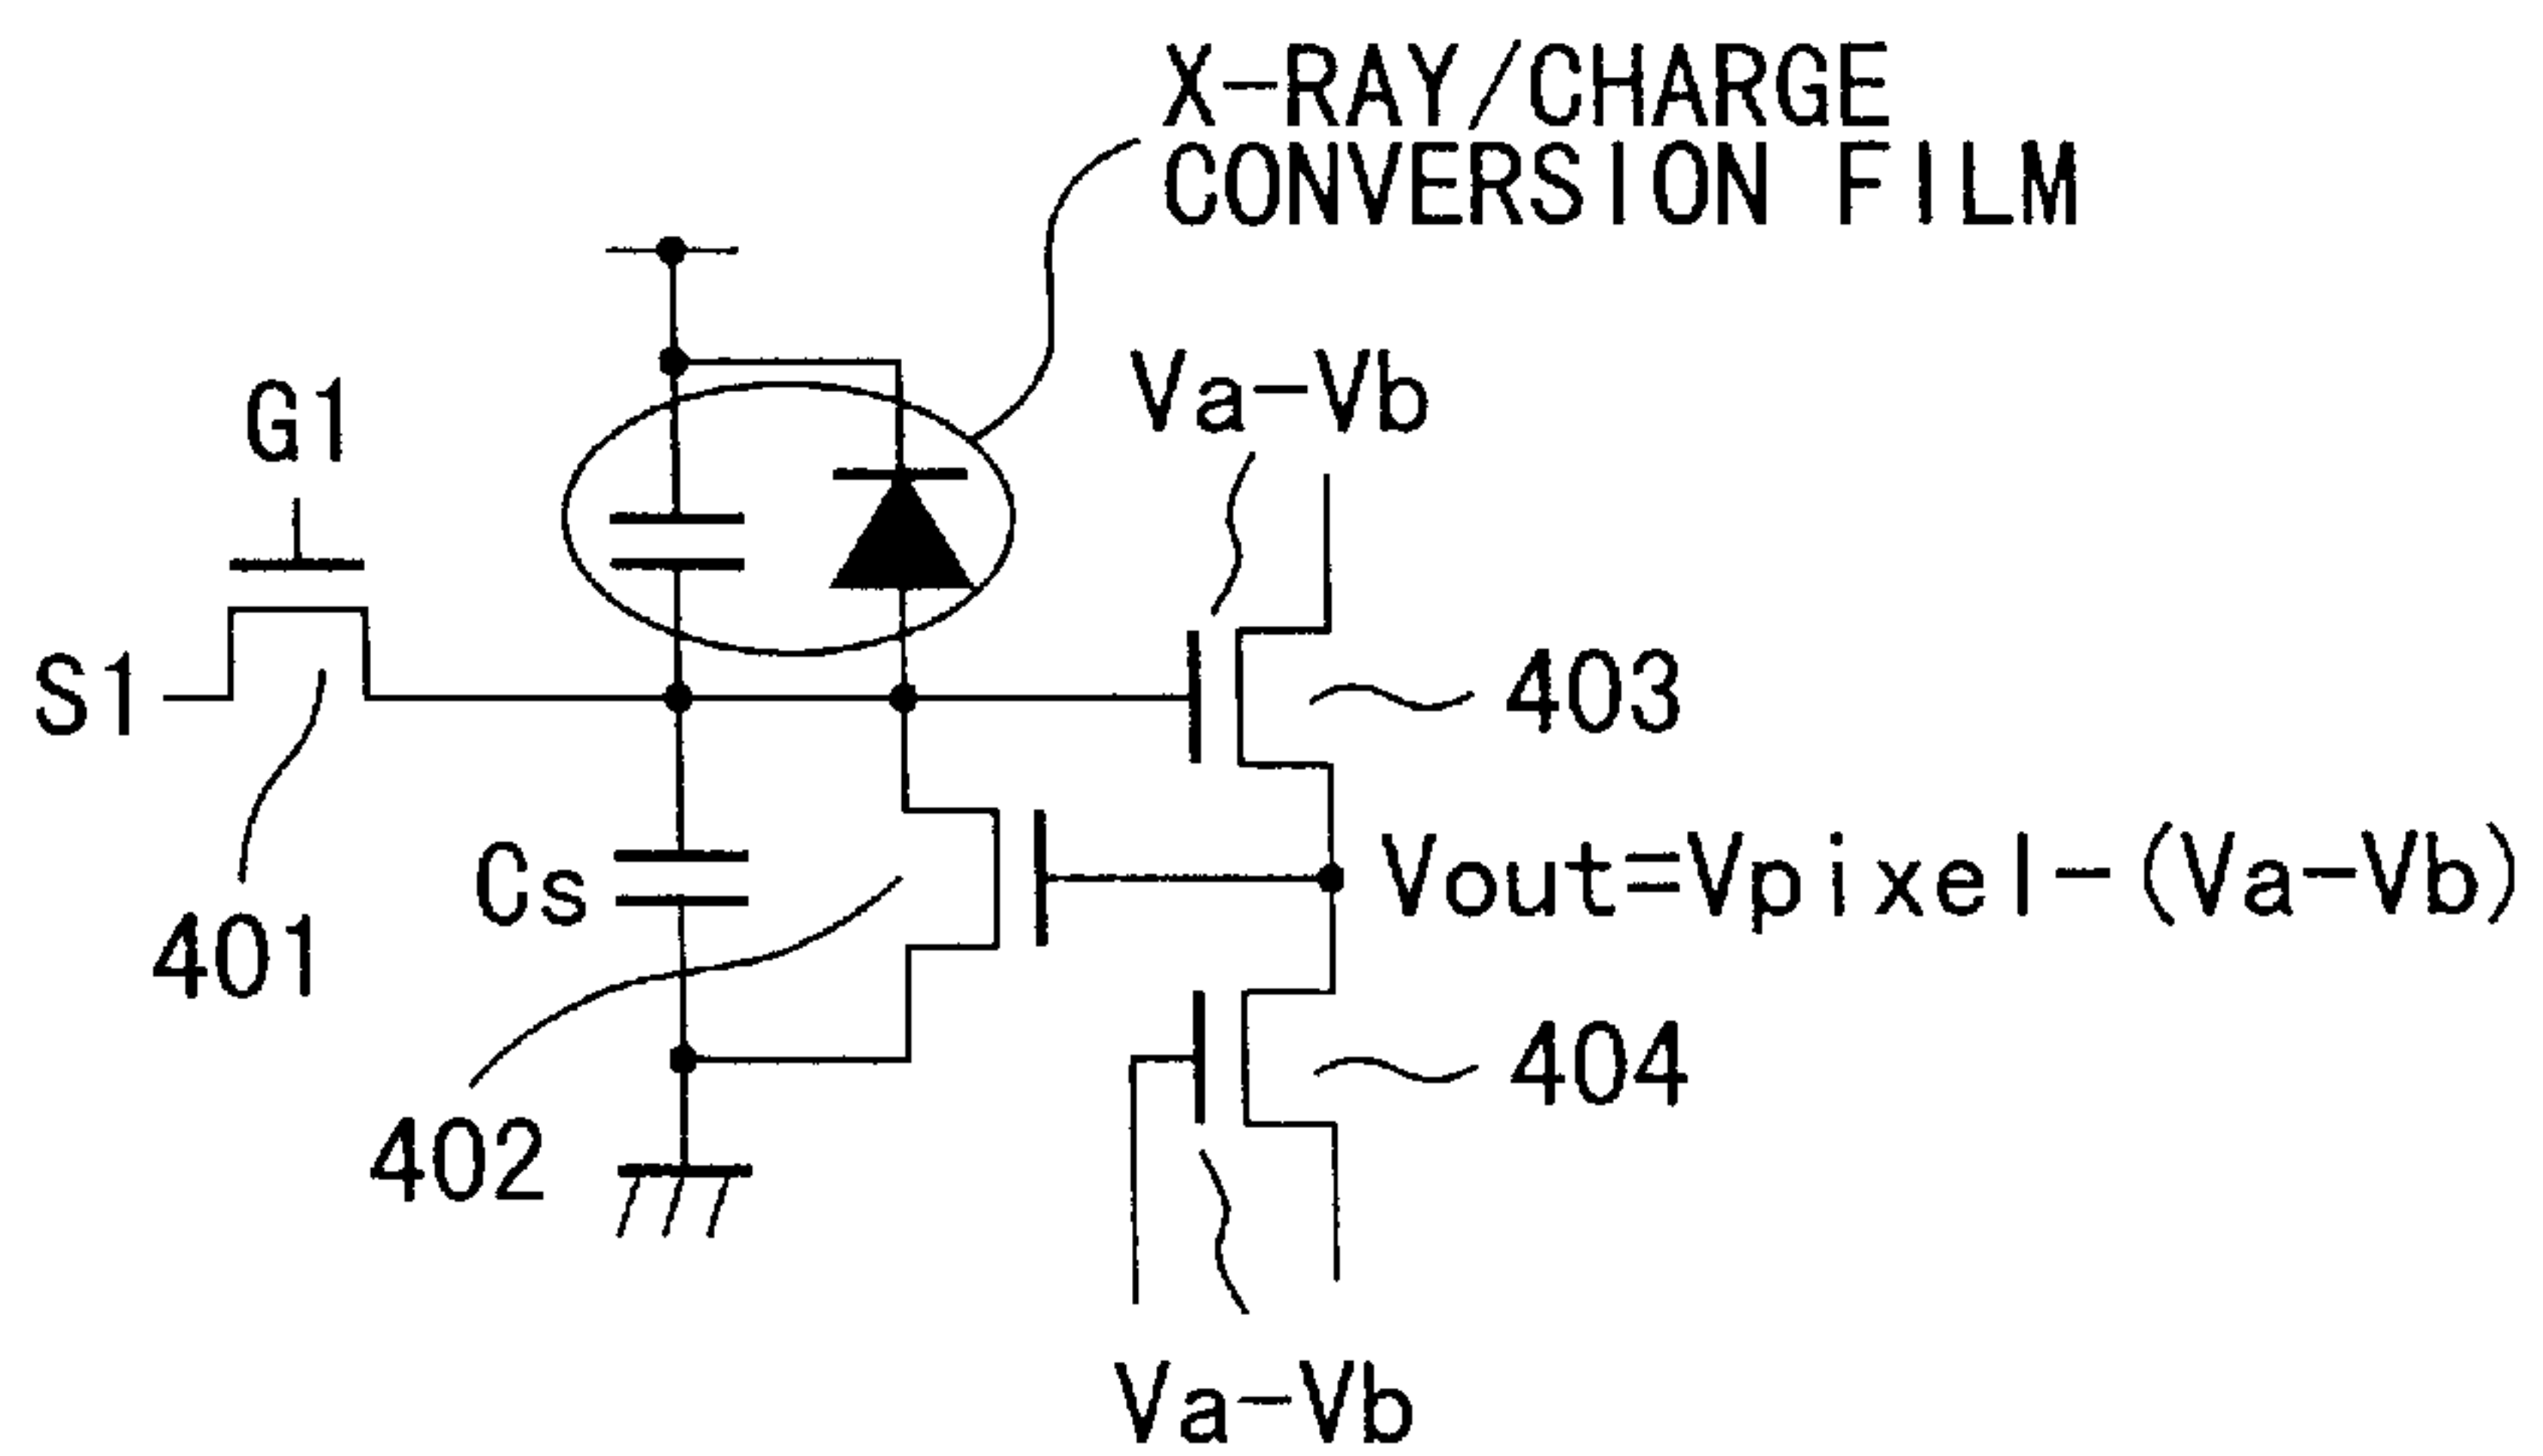 X-RAY/CHARGE
CONVERSION FILM
Va-Vb
G1
S1
403
Cs
Vout=Vpixel-(Va-Vb)
401
404
402
Va-Vb